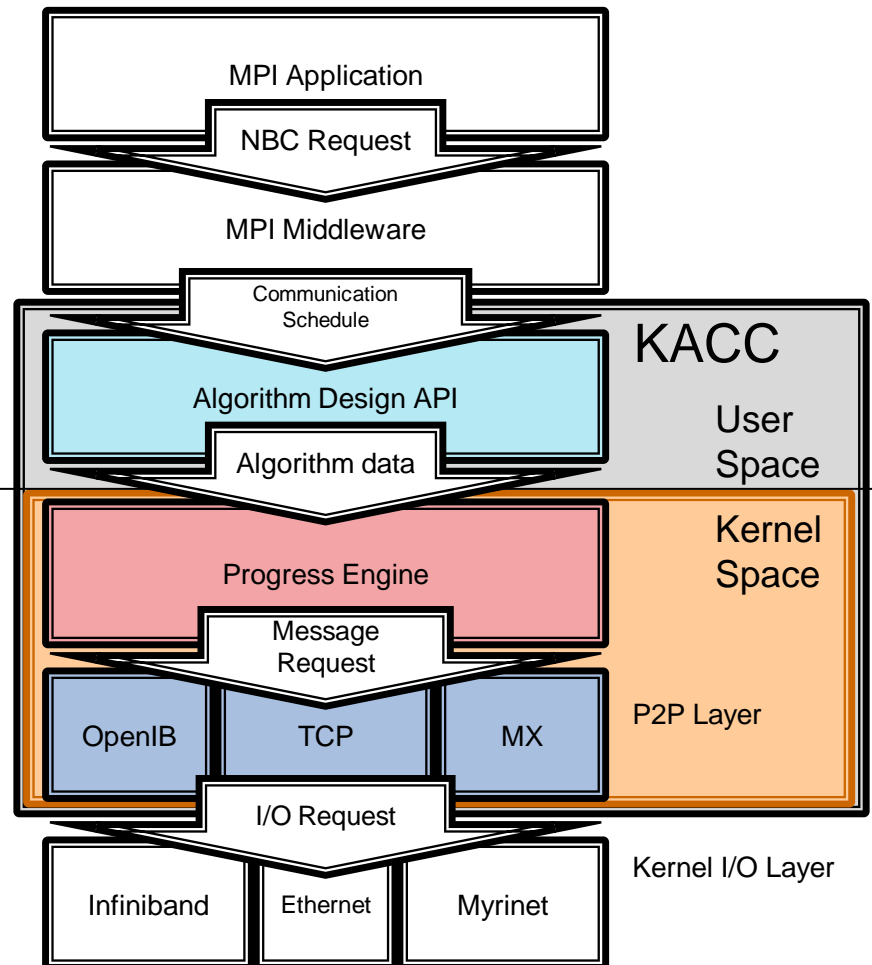 MPI Application
NBC Request
MPI Middleware
Communication
Schedule
KACC
Algorithm Design API
User
Space
Algorithm data
Kernel
Space
Progress Engine
Message
Request
P2P Layer
OpenIB
TCP
MX
I/O Request
Kernel I/O Layer
Infiniband
Ethernet
Myrinet